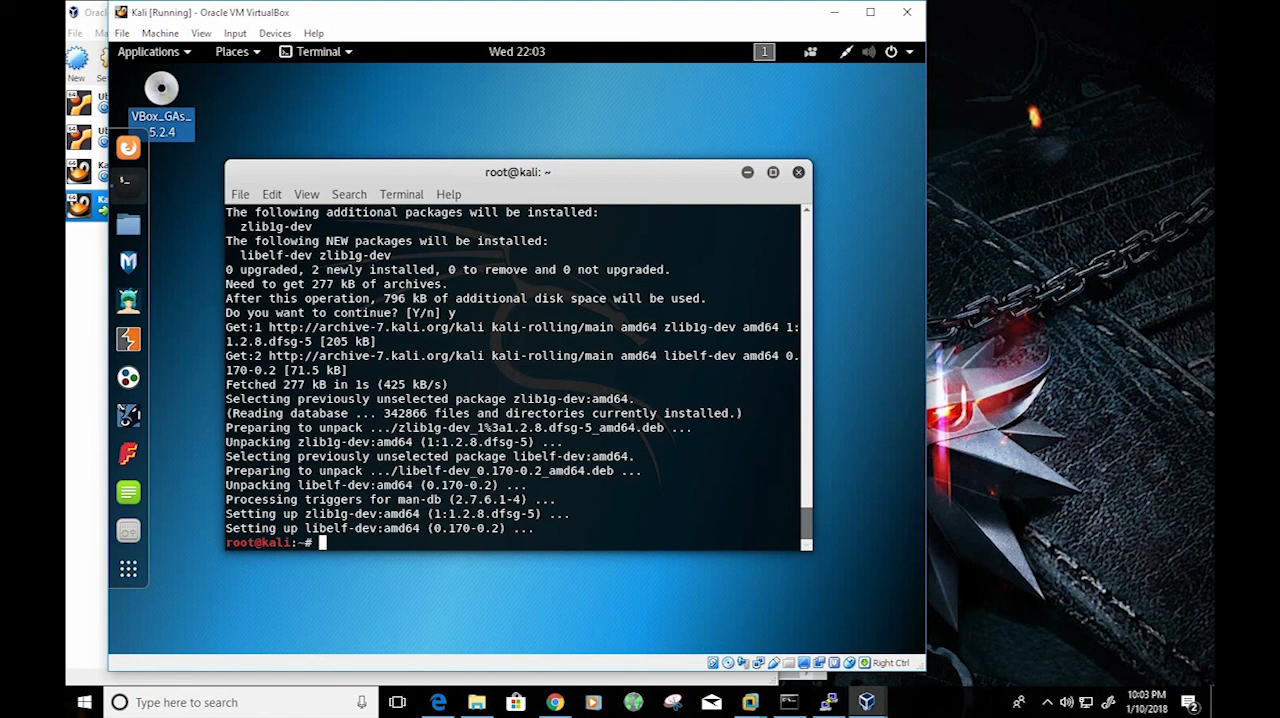 Oracl
File
Ma
New
Se
Ub
Ub
Ka
Ka
Kali [Running] - Oracle VM VirtualBox
File Machine View Input Devices Help
Applications Places Terminal Wed 22:03 1
VBox_GAs_
5.2.4
root@kali: ~
File Edit View Search Terminal Help
The following additional packages will be installed:
zlib1g-dev
The following NEW packages will be installed:
libelf-dev zlib1g-dev
0 upgraded, 2 newly installed, 0 to remove and 0 not upgraded.
Need to get 277 kB of archives.
After this operation, 796 kB of additional disk space will be used.
Do you want to continue? [Y/n] y
Get:1 http://archive-7.kali.org/kali kali-rolling/main amd64 zlib1g-dev amd64 1:
1.2.8.dfsg-5 [205 kB]
Get:2 http://archive-7.kali.org/kali kali-rolling/main amd64 libelf-dev amd64 0.
170-0.2 [71.5 kB]
Fetched 277 kB in 1s (425 kB/s)
Selecting previously unselected package zlib1g-dev:amd64.
(Reading database ... 342866 files and directories currently installed.)
Preparing to unpack .../zlib1g-dev_1%3a1.2.8.dfsg-5_amd64.deb ...
Unpacking zlib1g-dev:amd64 (1:1.2.8.dfsg-5) ...
Selecting previously unselected package libelf-dev:amd64.
Preparing to unpack .../libelf-dev_0.170-0.2_amd64.deb ...
Unpacking libelf-dev:amd64 (0.170-0.2) ...
Processing triggers for man-db (2.7.6.1-4) ...
Setting up zlib1g-dev:amd64 (1:1.2.8.dfsg-5) ...
Setting up libelf-dev:amd64 (0.170-0.2) ...
root@kali:~#
Right Ctrl
Type here to search
10:03 PM
1/10/2018
2